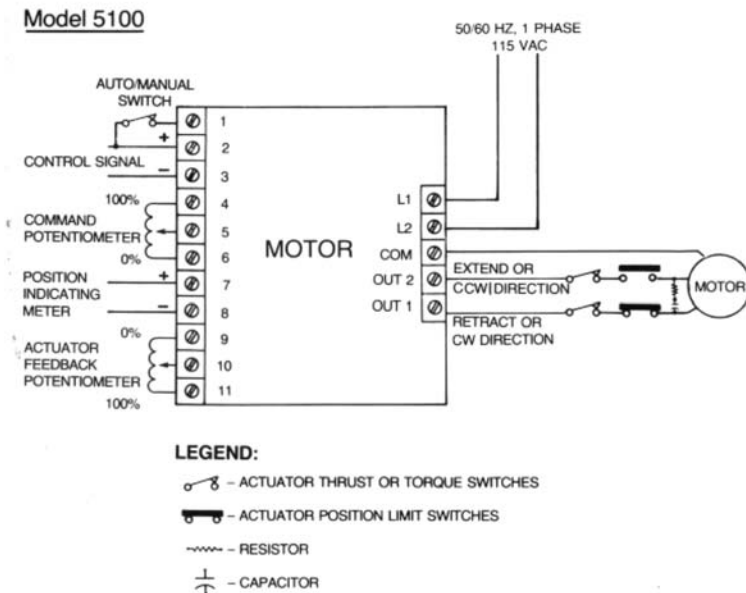 Model 5100
50/60 HZ, 1 PHASE
115 VAC
AUTO/MANUAL
SWITCH
1
+
2
CONTROL SIGNAL
−
3
100%
4
COMMAND
POTENTIOMETER
5
0%
6
POSITION
INDICATING
METER
+
7
−
8
0%
9
ACTUATOR
FEEDBACK
POTENTIOMETER
10
100%
11
MOTOR
L1
L2
COM
OUT 2
EXTEND OR
CCW|DIRECTION
OUT 1
RETRACT OR
CW DIRECTION
MOTOR
LEGEND:
– ACTUATOR THRUST OR TORQUE SWITCHES
– ACTUATOR POSITION LIMIT SWITCHES
– RESISTOR
– CAPACITOR